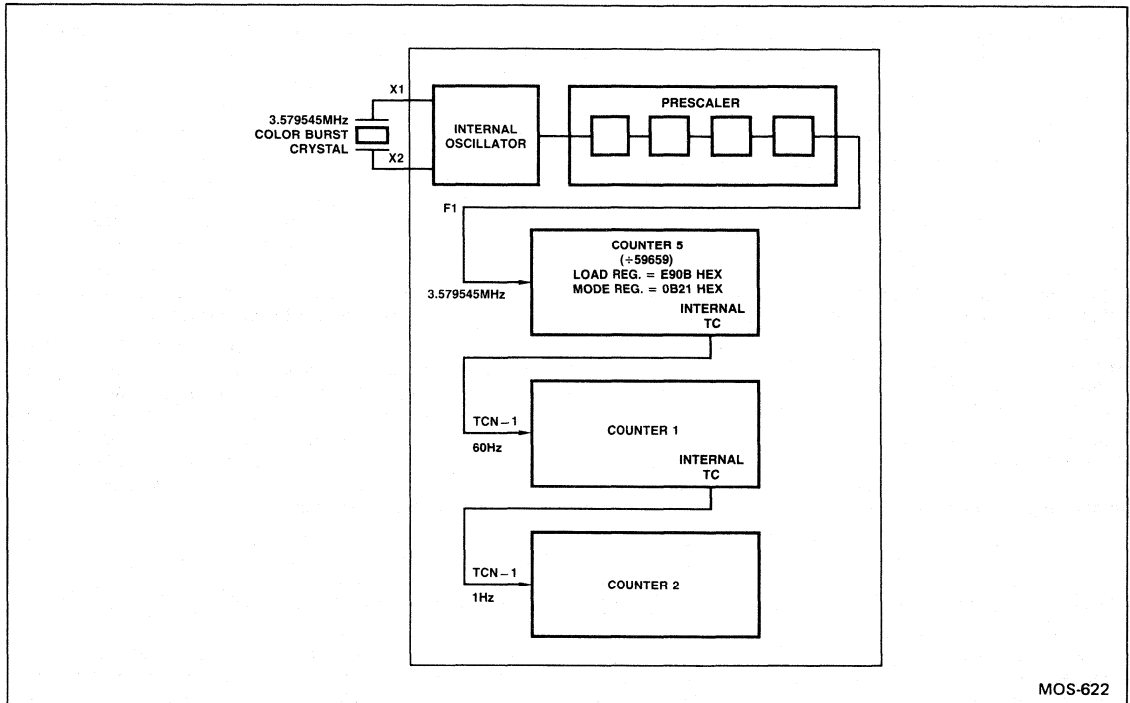 X1
3.579545MHz
COLOR BURST
CRYSTAL
X2
INTERNAL
OSCILLATOR
PRESCALER
F1
3.579545MHz
COUNTER 5
(÷59659)
LOAD REG. = E90B HEX
MODE REG. = 0B21 HEX
INTERNAL
TC
TCN – 1
60Hz
COUNTER 1
INTERNAL
TC
TCN – 1
1Hz
COUNTER 2
MOS-622